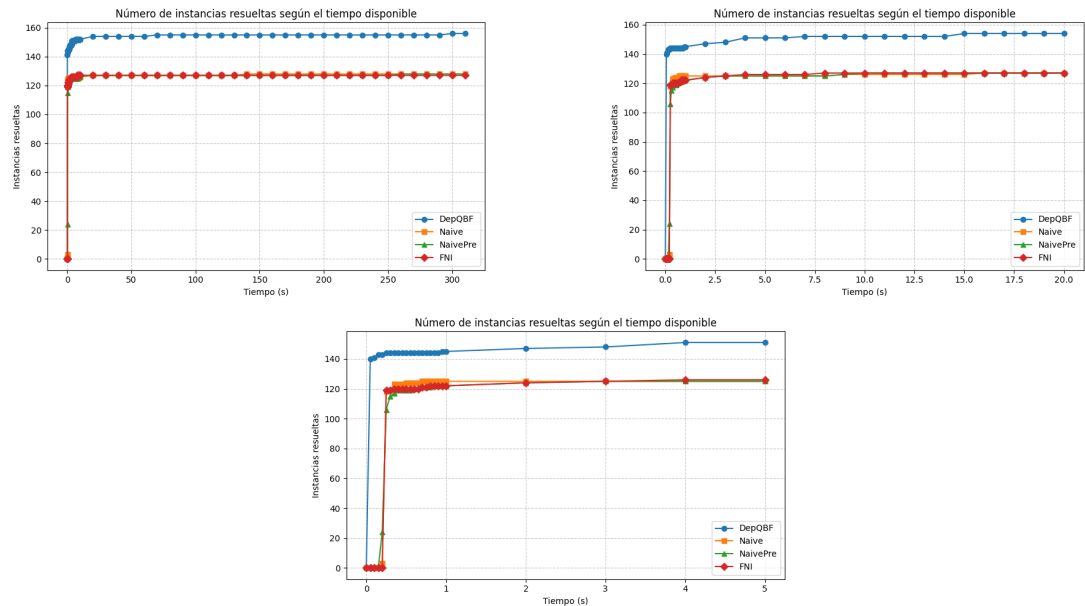 Número de instancias resueltas según el tiempo disponible
160
140
120
100
80
60
40
20
0
Instancias resueltas
0
50
100
150
200
250
300
Tiempo (s)
DepQBF
Naive
NaivePre
FNI
Número de instancias resueltas según el tiempo disponible
160
140
120
100
80
60
40
20
0
Instancias resueltas
0.0
2.5
5.0
7.5
10.0
12.5
15.0
17.5
20.0
Tiempo (s)
DepQBF
Naive
NaivePre
FNI
Número de instancias resueltas según el tiempo disponible
140
120
100
80
60
40
20
0
Instancias resueltas
0
1
2
3
4
5
Tiempo (s)
DepQBF
Naive
NaivePre
FNI